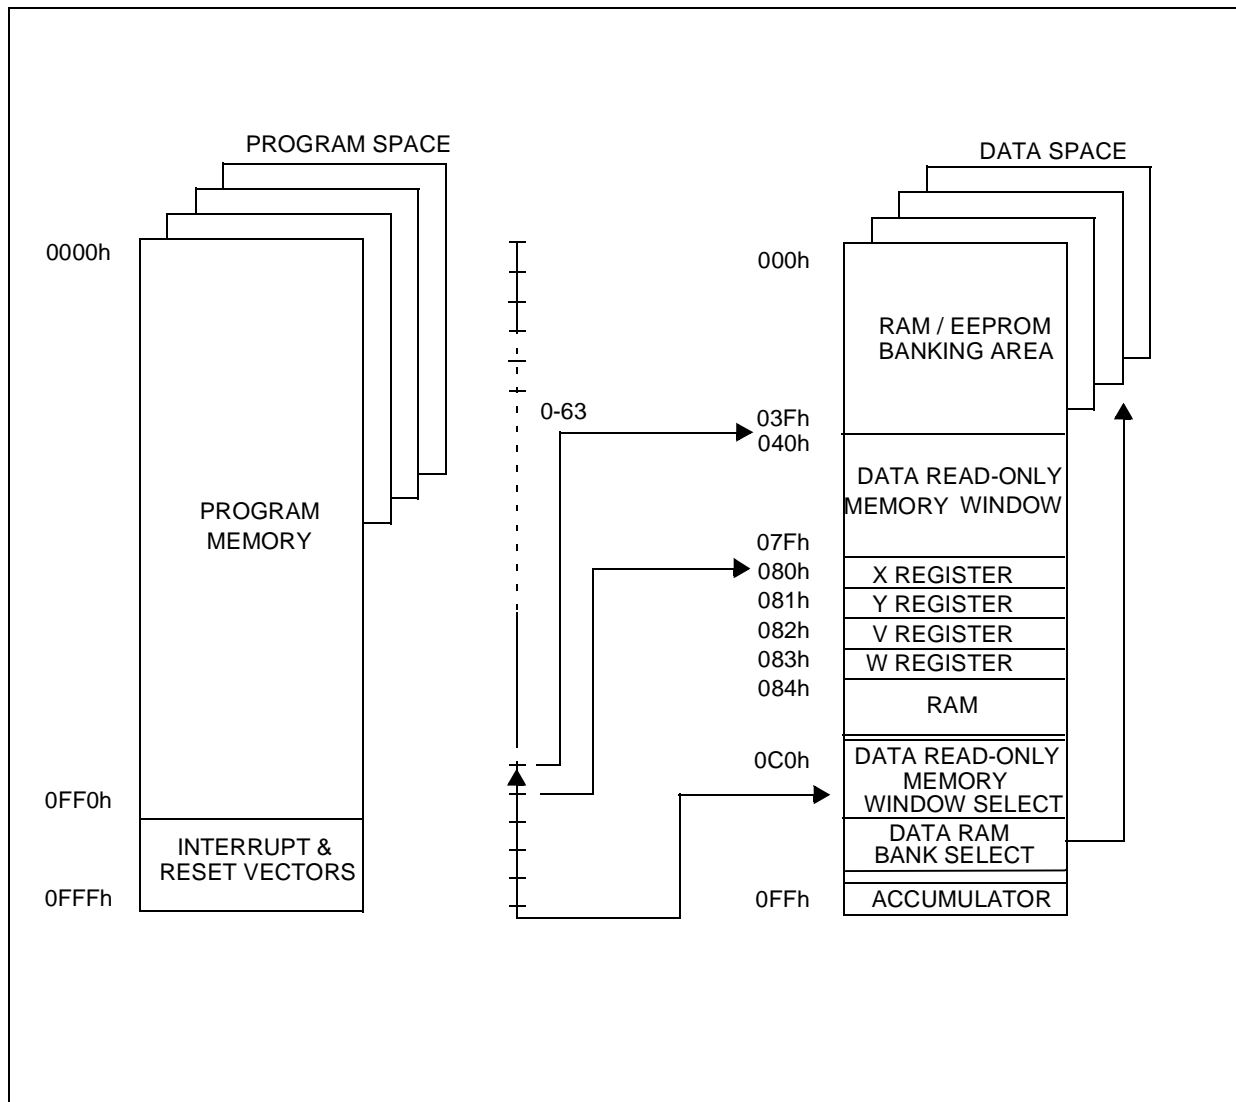 PROGRAM SPACE
0000h
PROGRAM
MEMORY
0FF0h
INTERRUPT &
RESET VECTORS
0FFFh
0-63
DATA SPACE
000h
RAM / EEPROM
BANKING AREA
03Fh
040h
DATA READ-ONLY
MEMORY WINDOW
07Fh
080h
X REGISTER
081h
Y REGISTER
082h
V REGISTER
083h
W REGISTER
084h
RAM
0C0h
DATA READ-ONLY
MEMORY
WINDOW SELECT
DATA RAM
BANK SELECT
0FFh
ACCUMULATOR